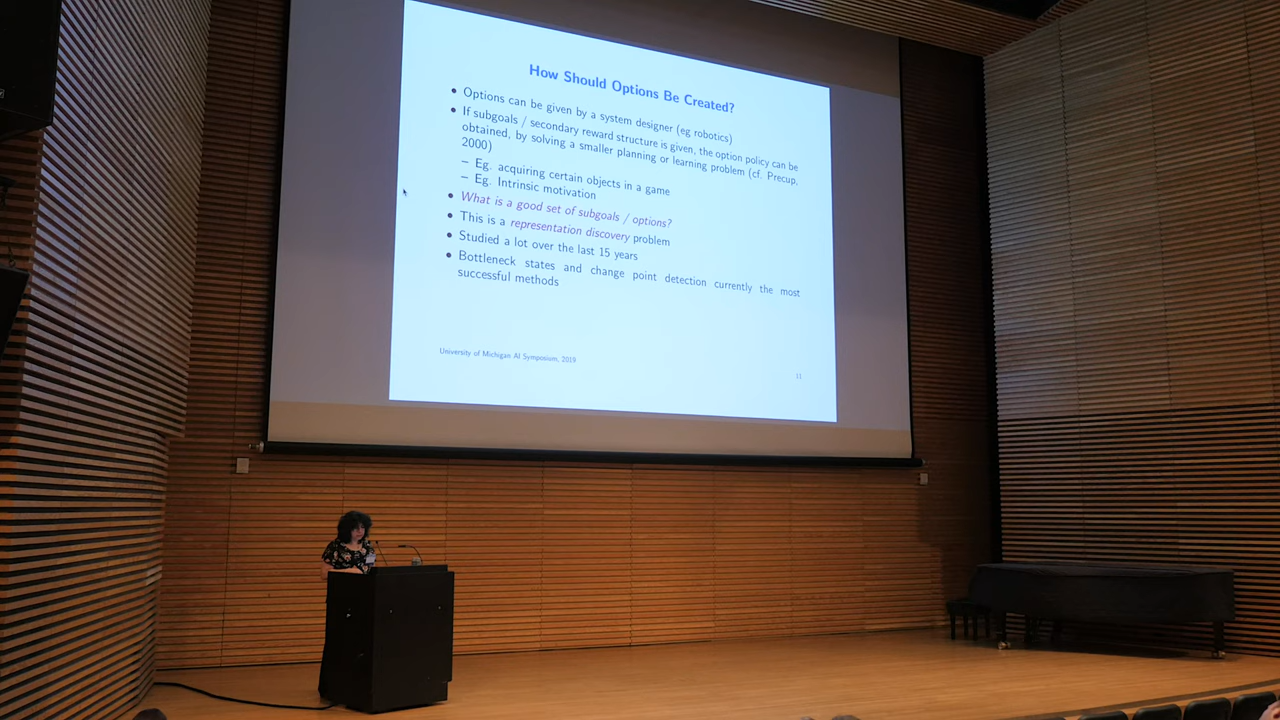 How Should Options Be Created?
• Options can be given by a system designer (eg robotics)
• If subgoals / secondary reward structure is given, the option policy can be
obtained, by solving a smaller planning or learning problem (cf. Precup,
2000)
– Eg. acquiring certain objects in a game
– Eg. Intrinsic motivation
• What is a good set of subgoals / options?
• This is a representation discovery problem
• Studied a lot over the last 15 years
• Bottleneck states and change point detection currently the most
successful methods
University of Michigan AI Symposium, 2019
11